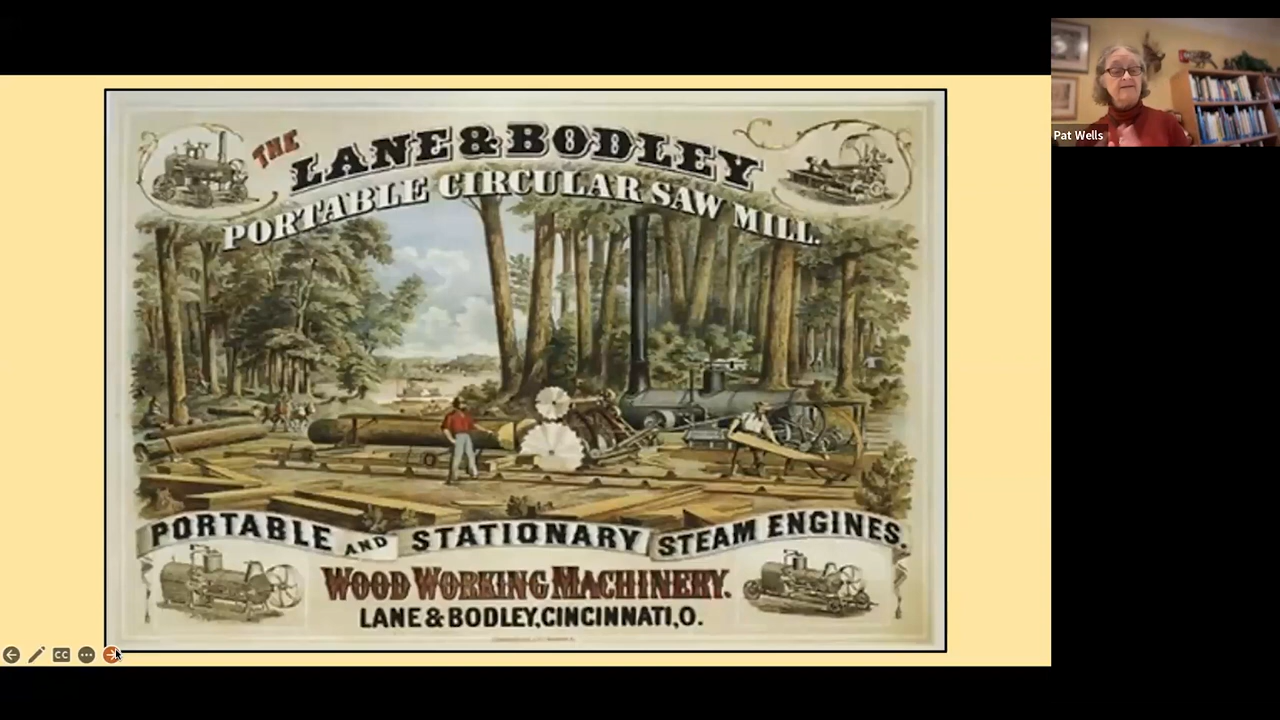 THE
LANE & BODLEY
PORTABLE CIRCULAR SAW MILL.
PORTABLE AND STATIONARY STEAM ENGINES.
WOOD WORKING MACHINERY.
LANE & BODLEY, CINCINNATI, O.
Pat Wells
CC